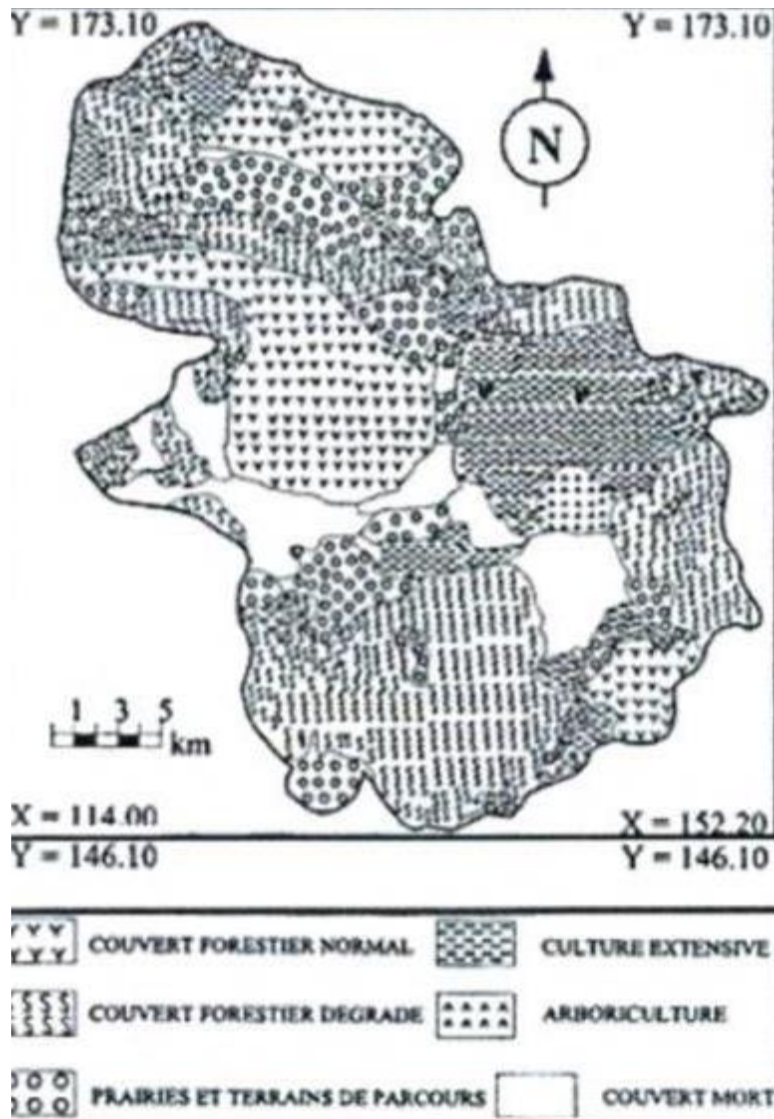 Y = 173.10 Y = 173.10
N
1 3 5
km
X = 114.00 X = 152.20
Y = 146.10 Y = 146.10
COUVERT FORESTIER NORMAL CULTURE EXTENSIVE
COUVERT FORESTIER DEGRADE ARBORICULTURE
PRAIRIES ET TERRAINS DE PARCOURS COUVERT MORT